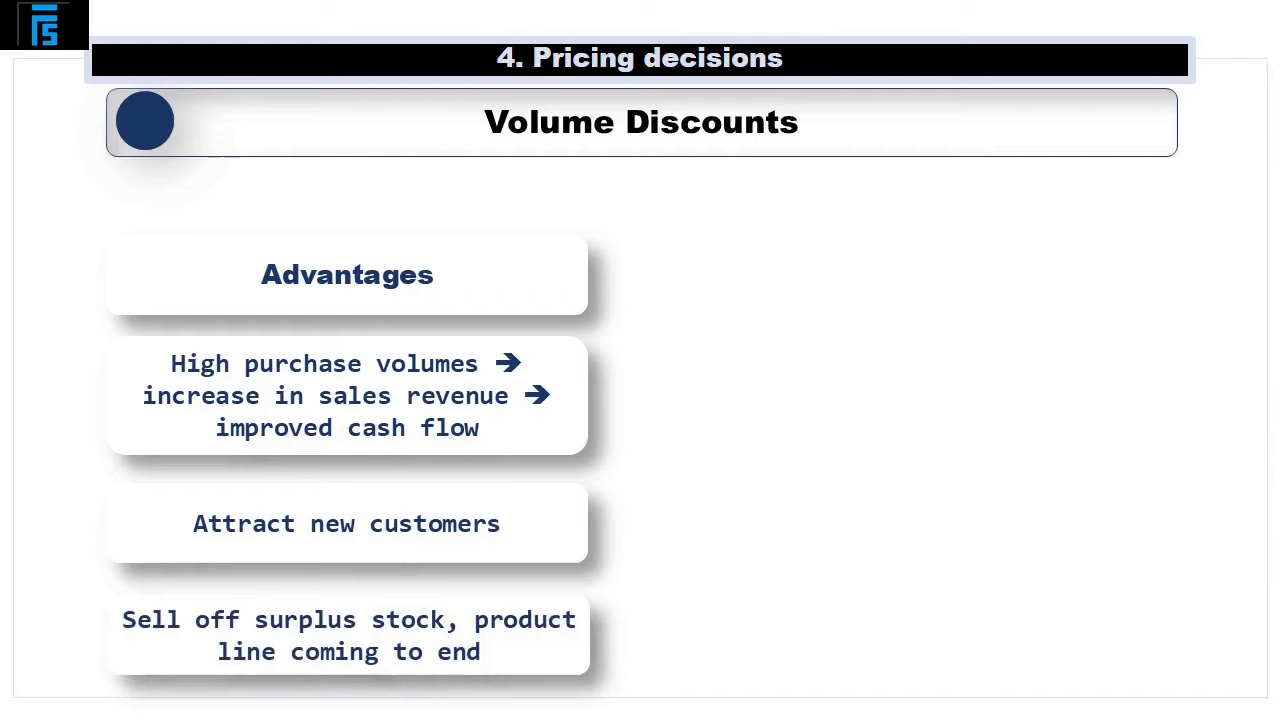 4. Pricing decisions
Volume Discounts
Advantages
High purchase volumes ➔
increase in sales revenue ➔
improved cash flow
Attract new customers
Sell off surplus stock, product
line coming to end